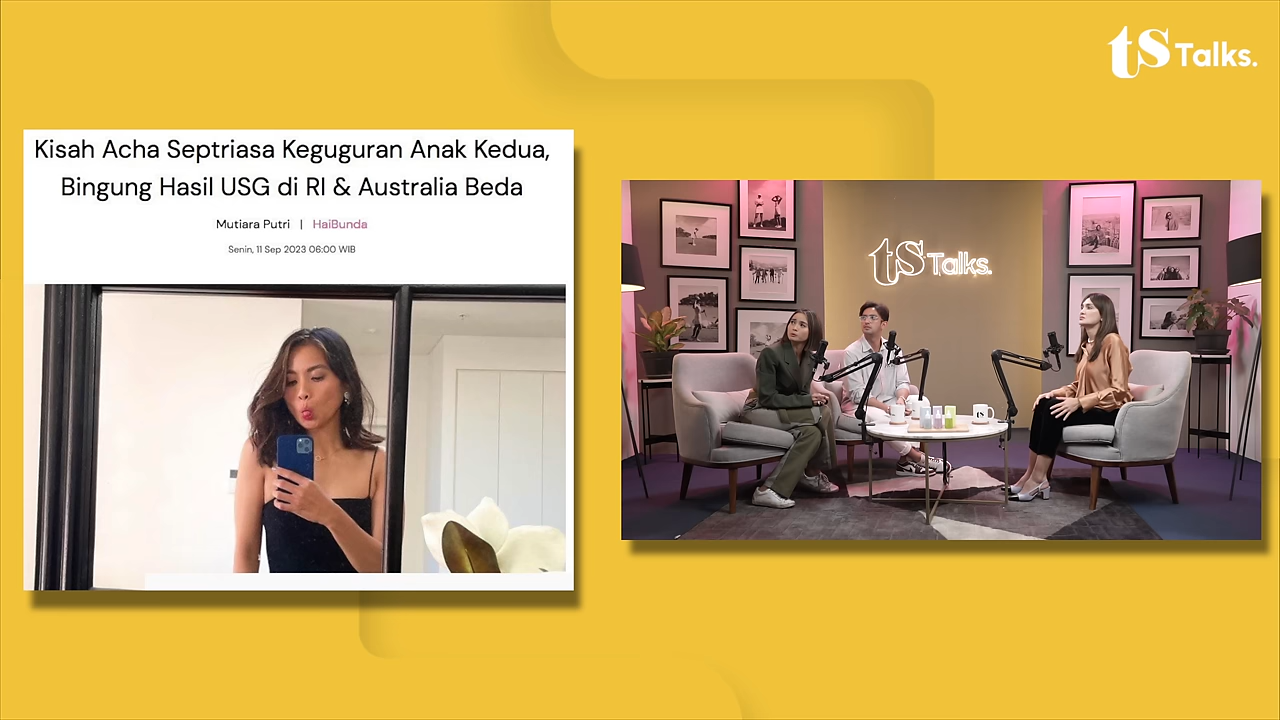 ts Talks.
Kisah Acha Septriasa Keguguran Anak Kedua,
Bingung Hasil USG di RI & Australia Beda
Mutiara Putri | HaiBunda
Senin, 11 Sep 2023 06:00 WIB
ts Talks.
ts